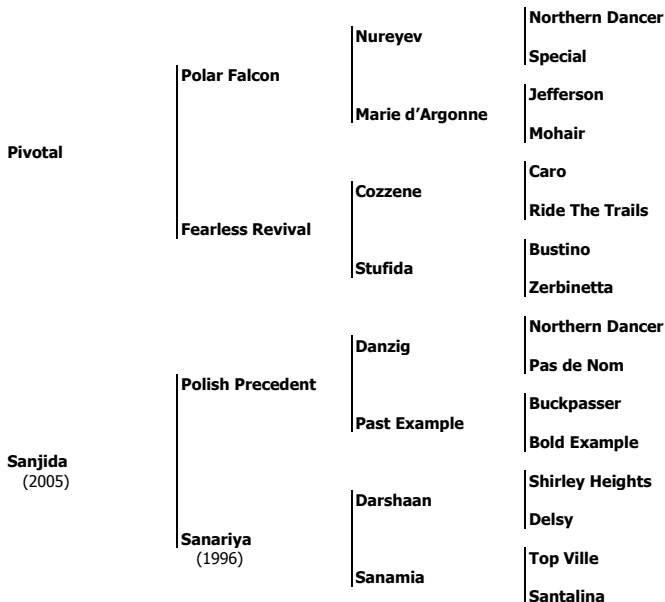 Northern Dancer
Nureyev
Special
Polar Falcon
Jefferson
Marie d'Argonne
Mohair
Pivotal
Caro
Cozzene
Ride The Trails
Fearless Revival
Bustino
Stufida
Zerbinetta
Northern Dancer
Danzig
Pas de Nom
Polish Precedent
Buckpasser
Past Example
Bold Example
Sanjida
(2005)
Shirley Heights
Darshaan
Delsy
Sanariya
(1996)
Top Ville
Sanamia
Santalina